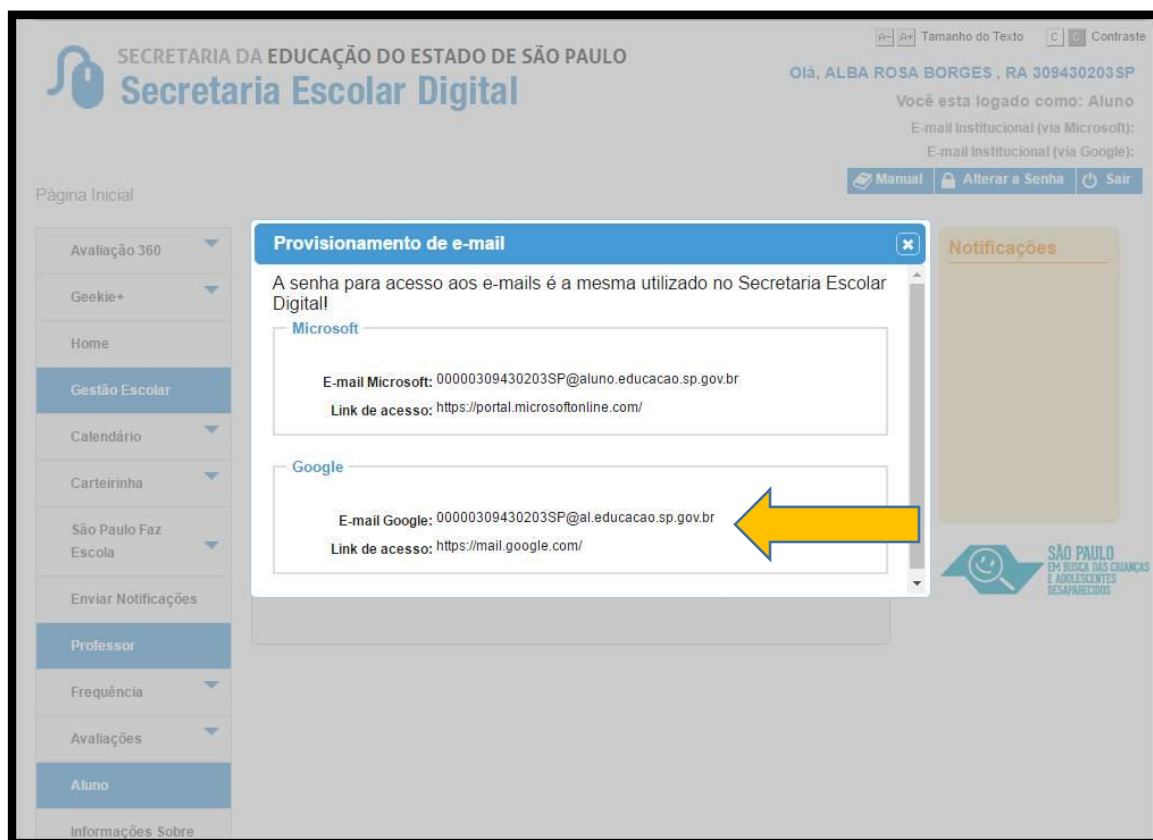 A- A+ Tamanho do Texto C C Contraste
SECRETARIA DA EDUCAÇÃO DO ESTADO DE SÃO PAULO
Secretaria Escolar Digital
Olá, ALBA ROSA BORGES , RA 309430203SP
Você esta logado como: Aluno
E-mail Institucional (via Microsoft):
E-mail Institucional (via Google):
Manual Alterar a Senha Sair
Página Inicial
Avaliação 360
Geekie+
Home
Gestão Escolar
Calendário
Carteirinha
São Paulo Faz
Escola
Enviar Notificações
Professor
Frequência
Avaliações
Aluno
Informações Sobre
Provisionamento de e-mail
A senha para acesso aos e-mails é a mesma utilizado no Secretaria Escolar
Digital!
Microsoft
E-mail Microsoft: 00000309430203SP@aluno.educacao.sp.gov.br
Link de acesso: https://portal.microsoftonline.com/
Google
E-mail Google: 00000309430203SP@al.educacao.sp.gov.br
Link de acesso: https://mail.google.com/
Notificações
SÃO PAULO
EM BUSCA DAS CRIANÇAS
E ADOLESCENTES
DESAPARECIDOS